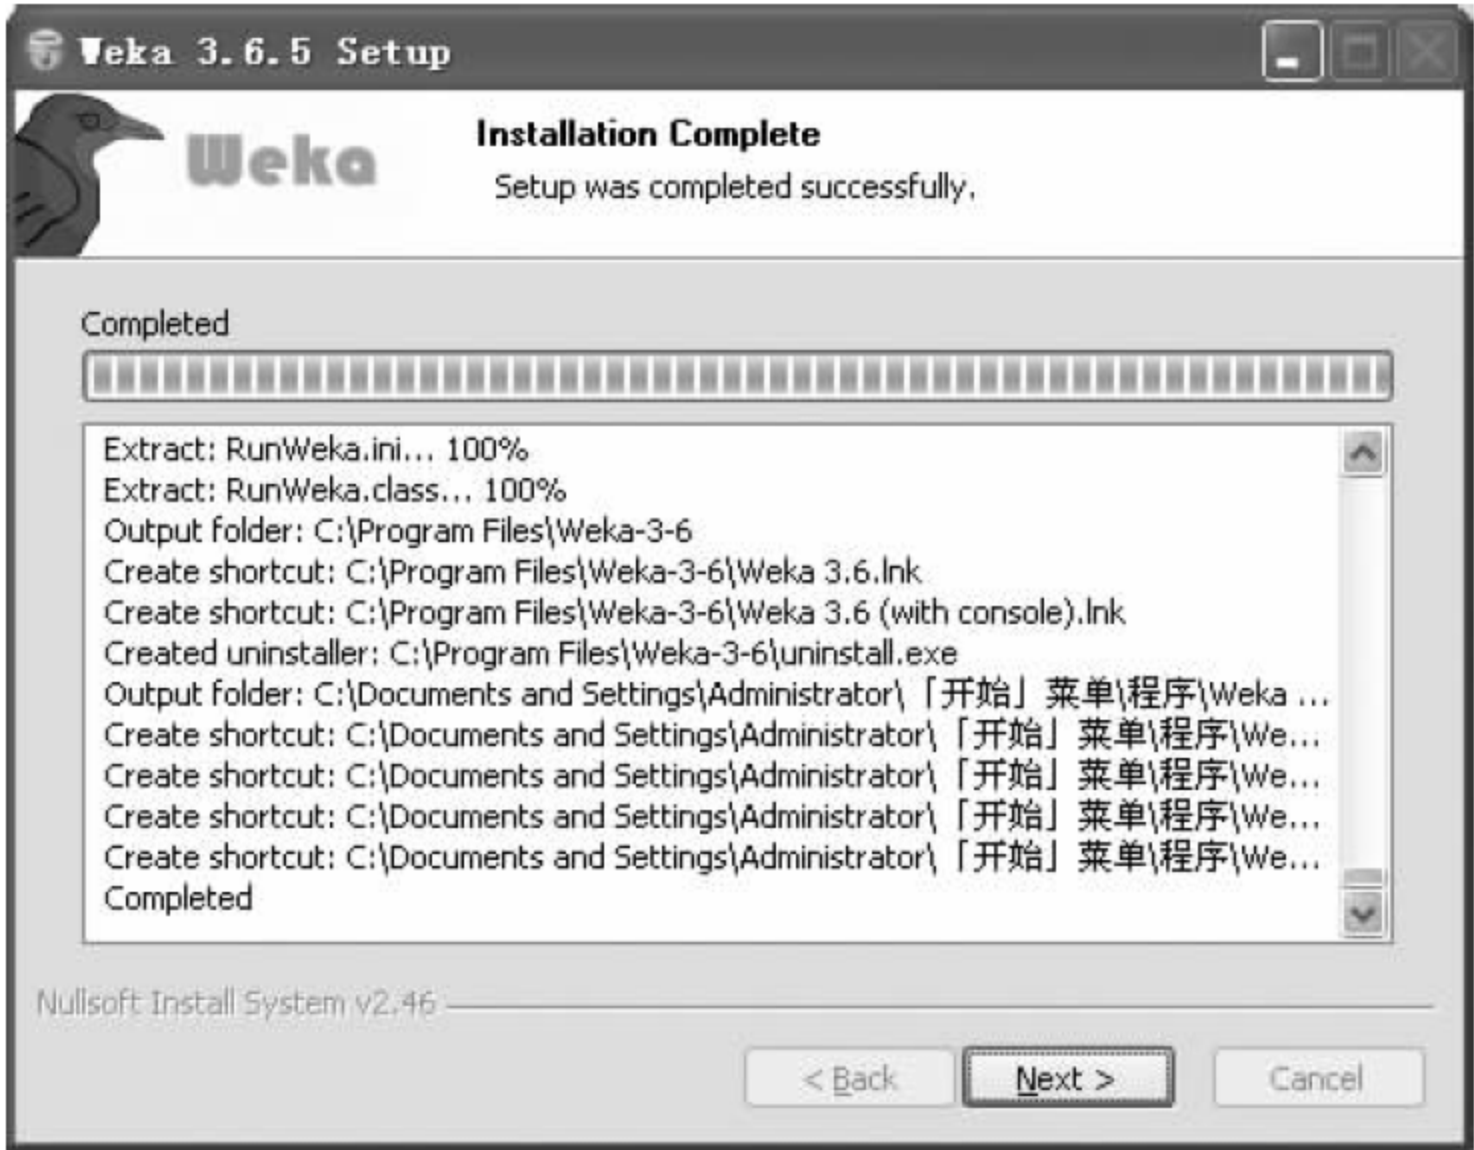 Weka 3.6.5 Setup
Weka
Installation Complete
Setup was completed successfully.
Completed
Extract: RunWeka.ini... 100%
Extract: RunWeka.class... 100%
Output folder: C:\Program Files\Weka-3-6
Create shortcut: C:\Program Files\Weka-3-6\Weka 3.6.lnk
Create shortcut: C:\Program Files\Weka-3-6\Weka 3.6 (with console).lnk
Created uninstaller: C:\Program Files\Weka-3-6\uninstall.exe
Output folder: C:\Documents and Settings\Administrator\「开始」菜单\程序\Weka ...
Create shortcut: C:\Documents and Settings\Administrator\「开始」菜单\程序\We...
Create shortcut: C:\Documents and Settings\Administrator\「开始」菜单\程序\We...
Create shortcut: C:\Documents and Settings\Administrator\「开始」菜单\程序\We...
Create shortcut: C:\Documents and Settings\Administrator\「开始」菜单\程序\We...
Completed
Nullsoft Install System v2.46
< Back Next > Cancel